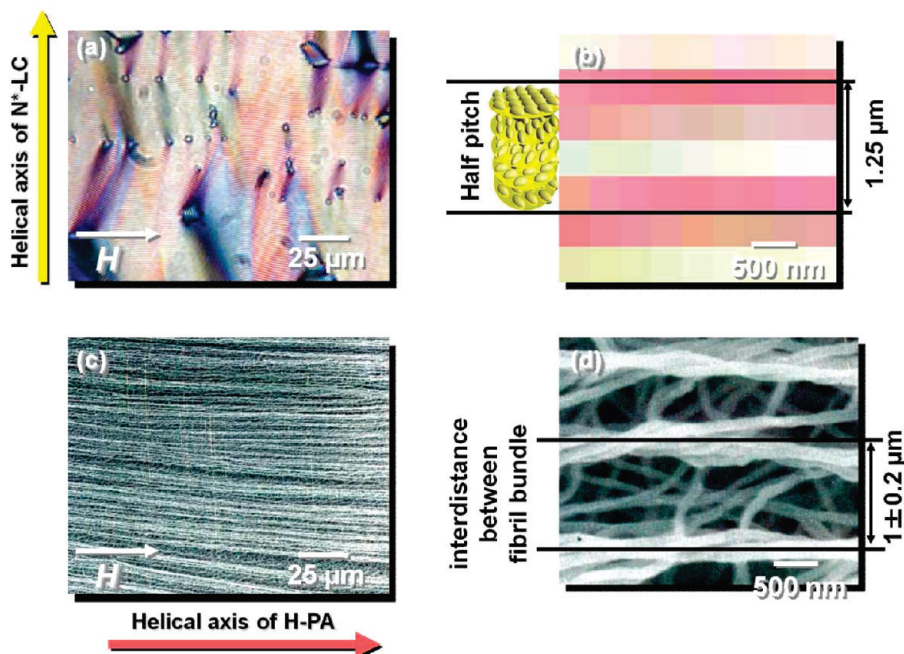 Helical axis of N*-LC
(a)
H
25 μm
(b)
Half pitch
1.25 μm
500 nm
(c)
H
25 μm
Helical axis of H-PA
(d)
interdistance
between
fibril bundle
1±0.2 μm
500 nm